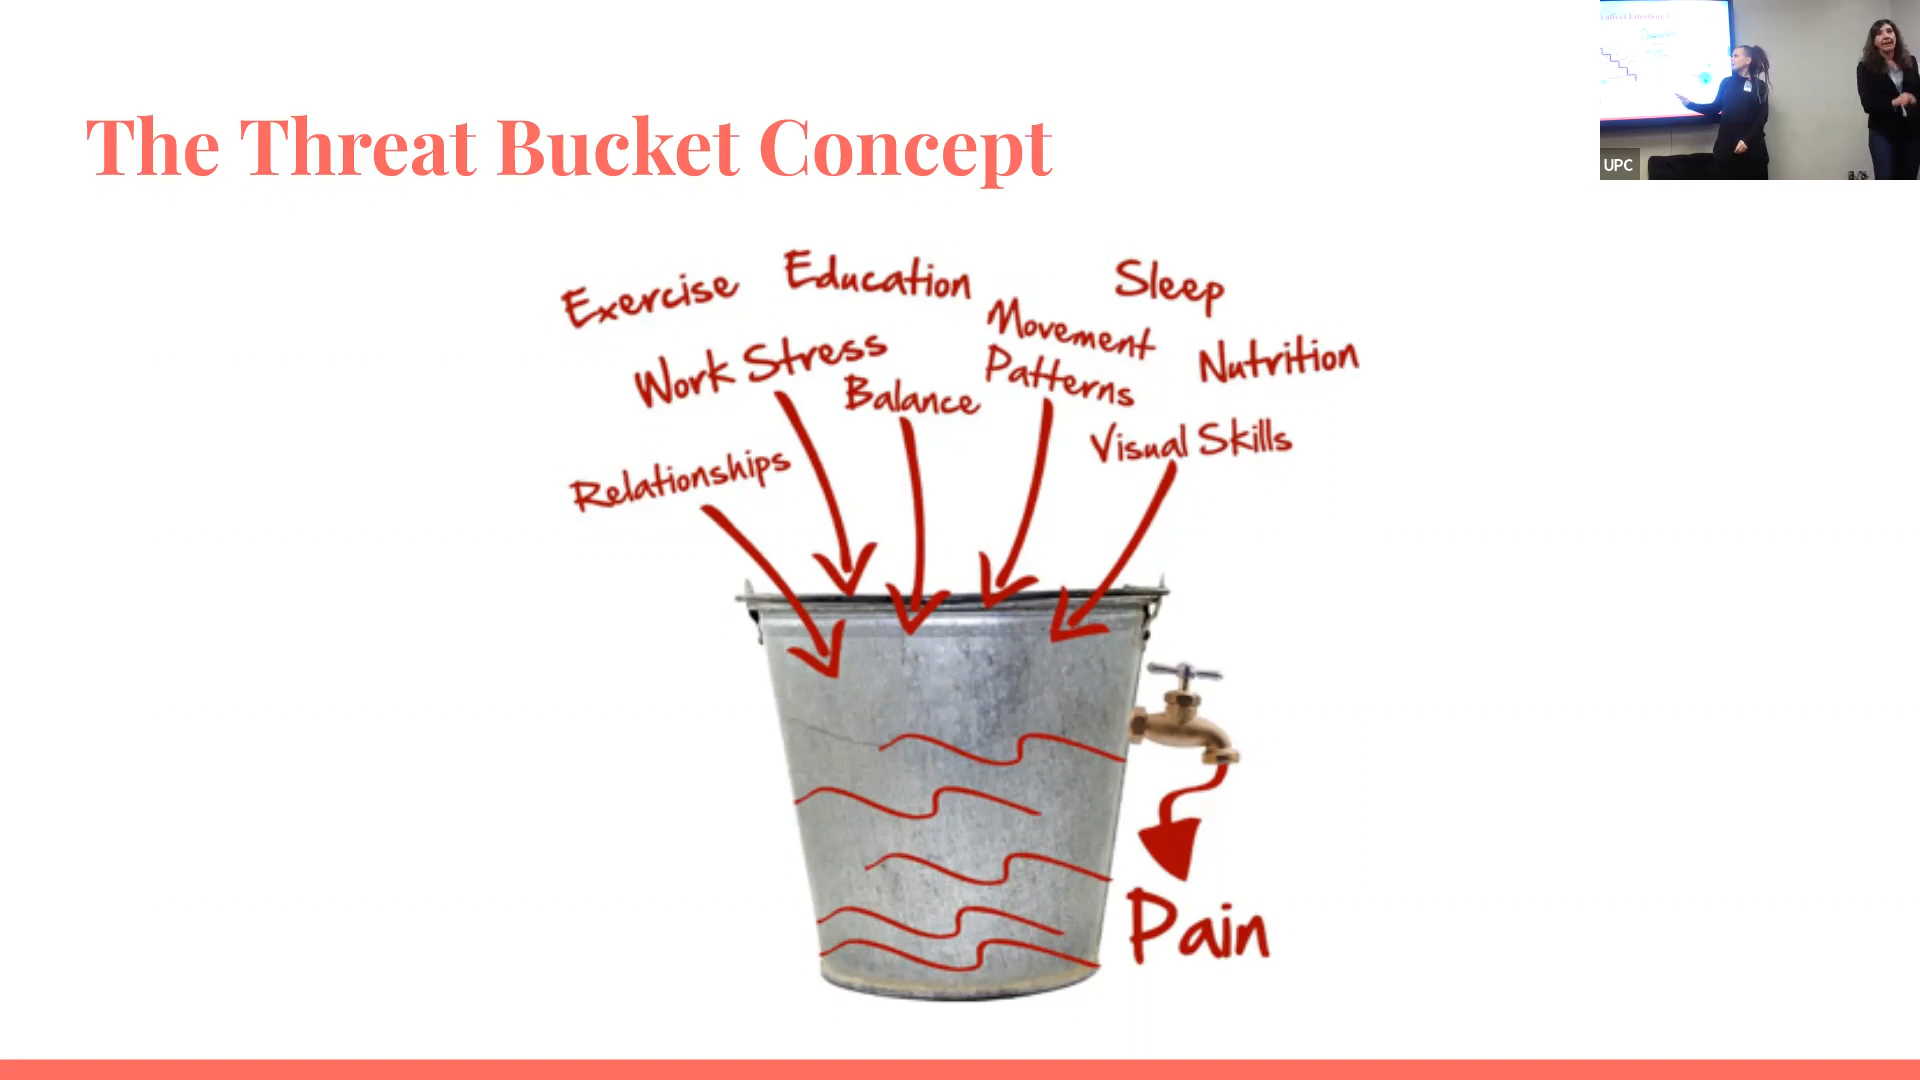 The Threat Bucket Concept
UPC
Exercise
Education
Sleep
Work Stress
Balance
Movement
Patterns
Nutrition
Visual Skills
Relationships
Pain